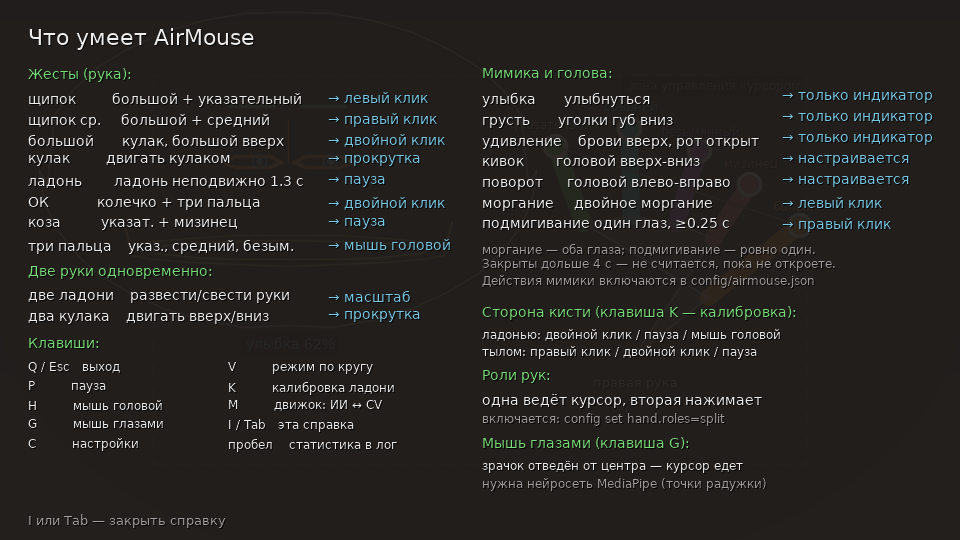 Что умеет AirMouse
Жесты (рука):
щипок большой + указательный → левый клик
щипок ср. большой + средний → правый клик
большой кулак, большой вверх → двойной клик
кулак двигать кулаком → прокрутка
ладонь ладонь неподвижно 1.3 с → пауза
ОК колечко + три пальца → двойной клик
коза указат. + мизинец → пауза
три пальца указ., средний, безым. → мышь головой
Две руки одновременно:
две ладони развести/свести руки → масштаб
два кулака двигать вверх/вниз → прокрутка
Клавиши:
Q / Esc выход V режим по кругу
P пауза K калибровка ладони
H мышь головой M движок: ИИ ↔ CV
G мышь глазами I / Tab эта справка
C настройки пробел статистика в лог
Мимика и голова:
улыбка улыбнуться → только индикатор
грусть уголки губ вниз → только индикатор
удивление брови вверх, рот открыт → только индикатор
кивок головой вверх-вниз → настраивается
поворот головой влево-вправо → настраивается
моргание двойное моргание → левый клик
подмигивание один глаз, ≥0.25 с → правый клик
моргание — оба глаза; подмигивание — ровно один.
Закрыты дольше 4 с — не считается, пока не откроете.
Действия мимики включаются в config/airmouse.json
Сторона кисти (клавиша K — калибровка):
ладонью: двойной клик / пауза / мышь головой
тылом: правый клик / двойной клик / пауза
Роли рук:
одна ведёт курсор, вторая нажимает
включается: config set hand.roles=split
Мышь глазами (клавиша G):
зрачок отведён от центра — курсор едет
нужна нейросеть MediaPipe (точки радужки)
I или Tab — закрыть справку
улыбка 62%
правая рука